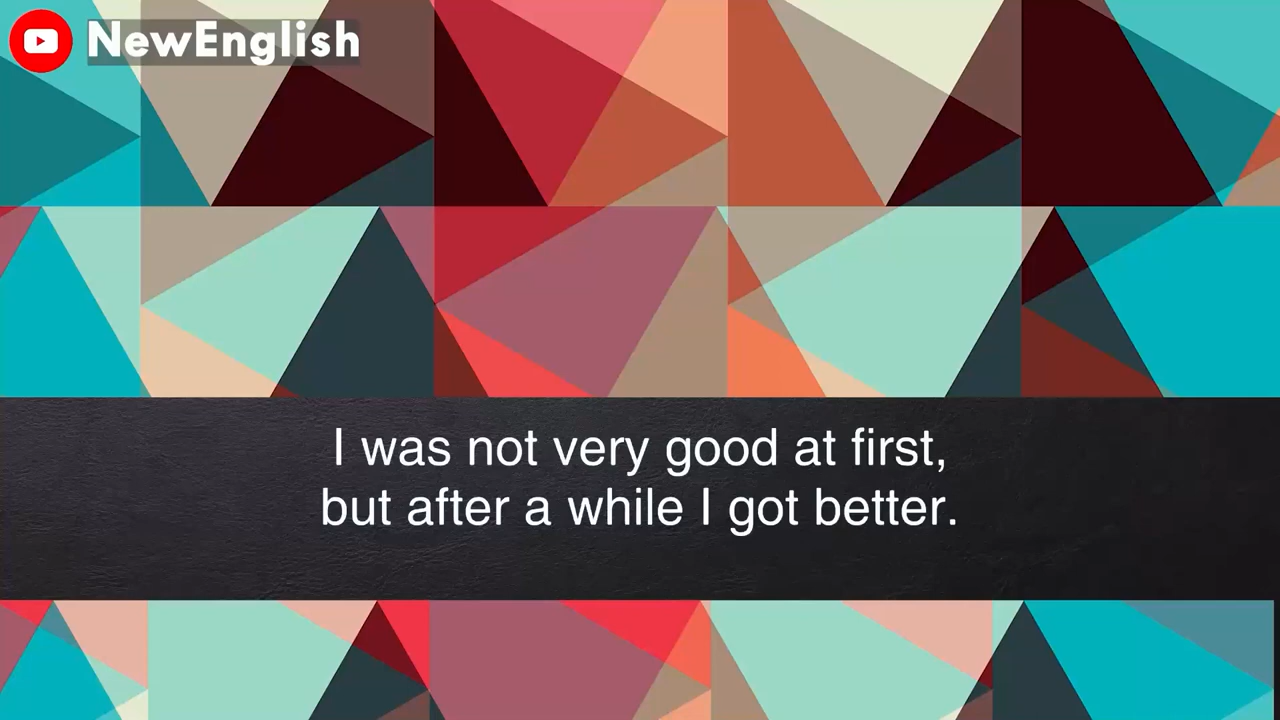 NewEnglish
I was not very good at first,
but after a while I got better.